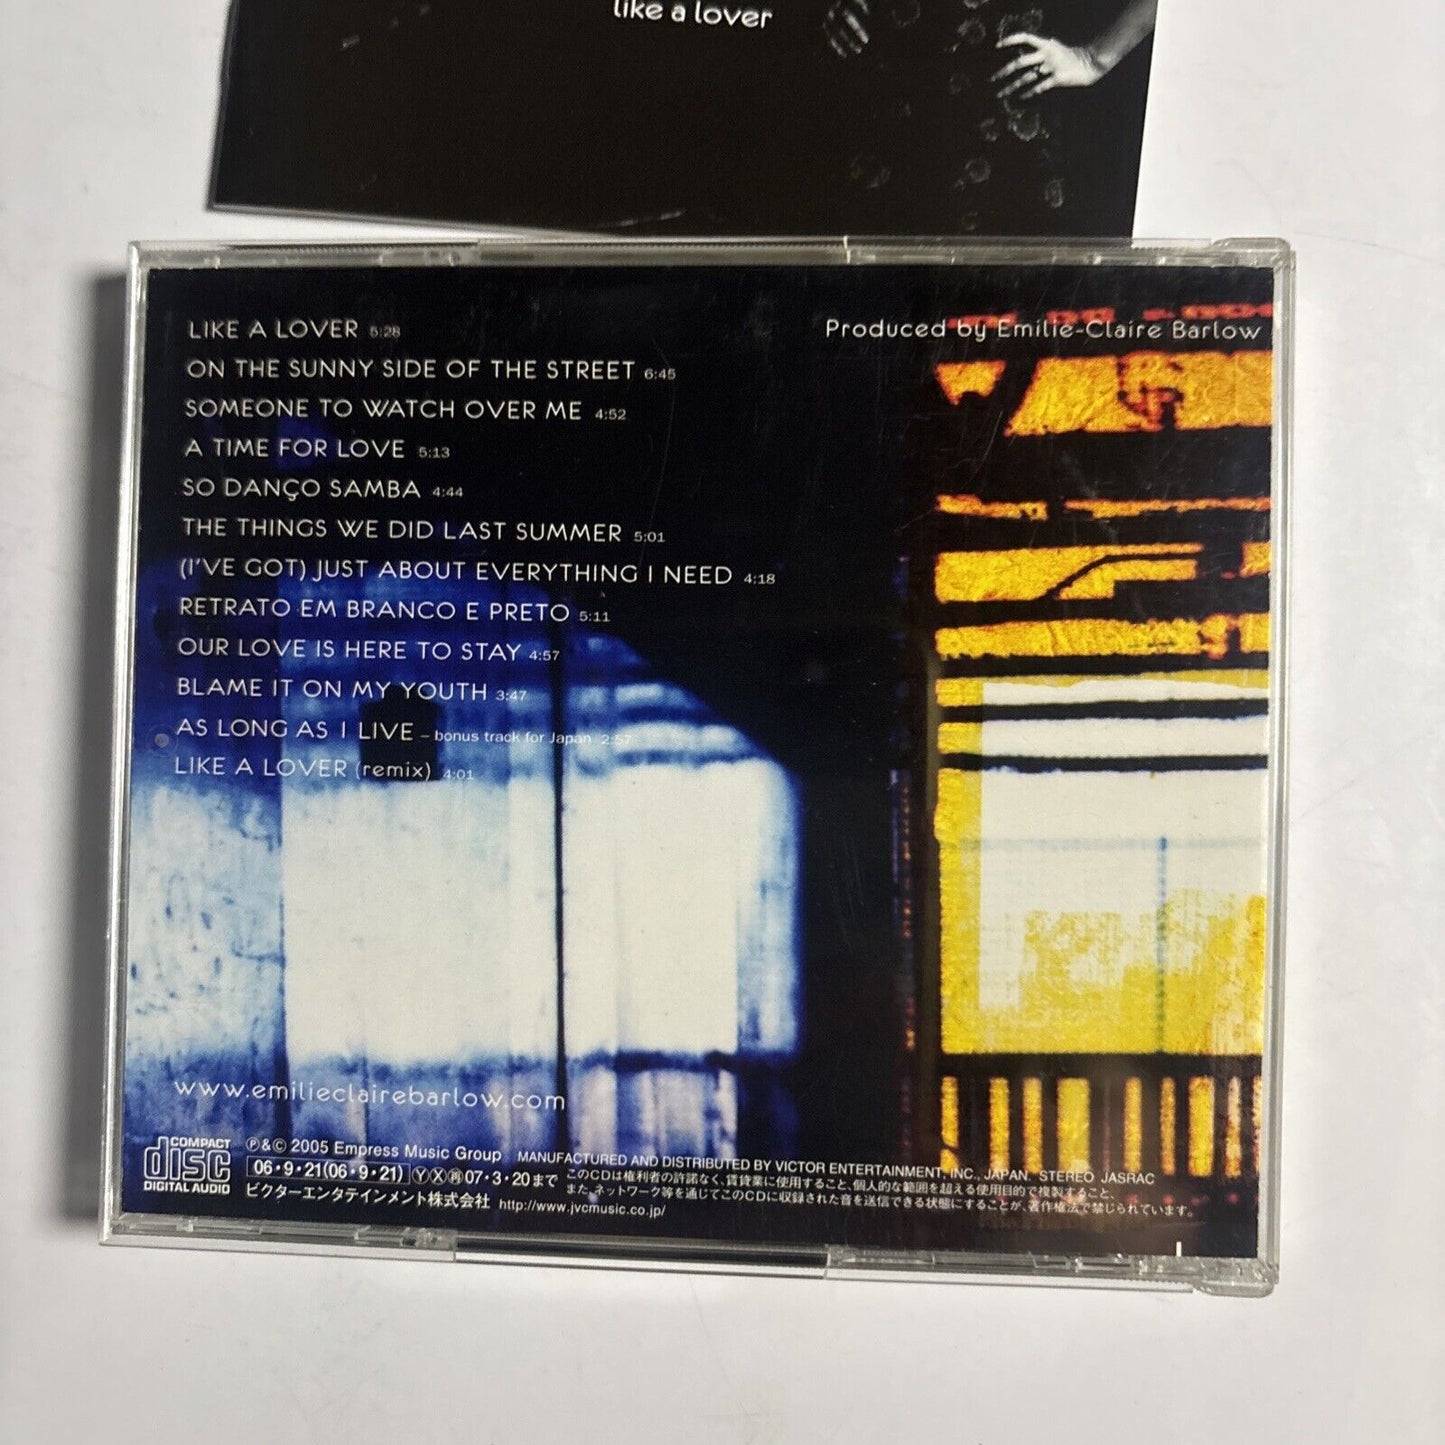 like a lover
LIKE A LOVER 5:28
Produced by Emilie-Claire Barlow
ON THE SUNNY SIDE OF THE STREET 6:45
SOMEONE TO WATCH OVER ME 4:52
A TIME FOR LOVE 5:13
SO DANÇO SAMBA 4:44
THE THINGS WE DID LAST SUMMER 5:01
(I'VE GOT) JUST ABOUT EVERYTHING I NEED 4:18
RETRATO EM BRANCO E PRETO 5:11
OUR LOVE IS HERE TO STAY 4:57
BLAME IT ON MY YOUTH 3:47
AS LONG AS I LIVE – bonus track for Japan 2:57
LIKE A LOVER (remix) 4:01
www.emilieclairebarlow.com
COMPACT
disc
DIGITAL AUDIO
℗&© 2005 Empress Music Group MANUFACTURED AND DISTRIBUTED BY VICTOR ENTERTAINMENT, INC., JAPAN. STEREO JASRAC
06・9・21(06・9・21) Ⓨ Ⓧ 再 07・3・20まで
このCDは権利者の許諾なく、賃貸業に使用すること、個人的な範囲を超える使用目的で複製すること、
また、ネットワーク等を通じてこのCDに収録された音を送信できる状態にすることが、著作権法で禁じられています。
ビクターエンタテインメント株式会社 http://www.jvcmusic.co.jp/